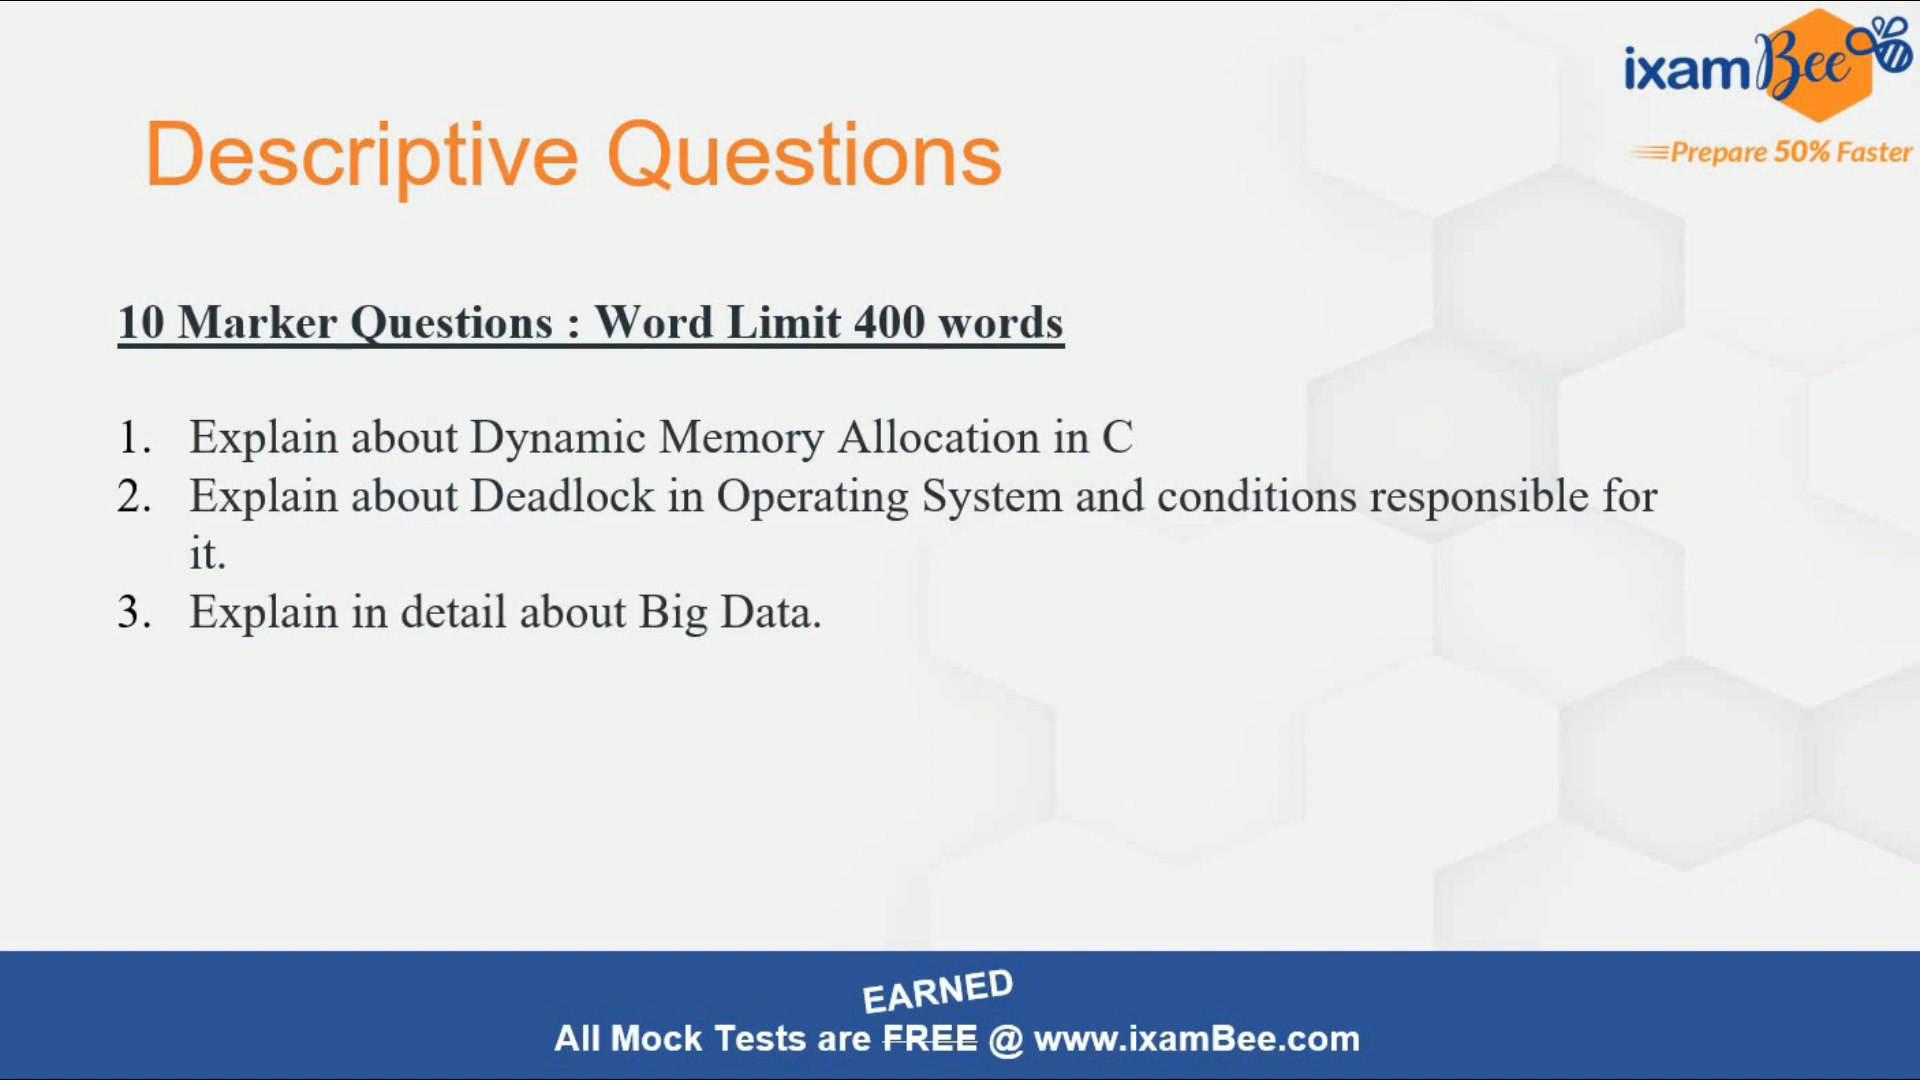 ixamBee
Prepare 50% Faster
Descriptive Questions
10 Marker Questions : Word Limit 400 words
1. Explain about Dynamic Memory Allocation in C
2. Explain about Deadlock in Operating System and conditions responsible for
it.
3. Explain in detail about Big Data.
EARNED
All Mock Tests are FREE @ www.ixamBee.com